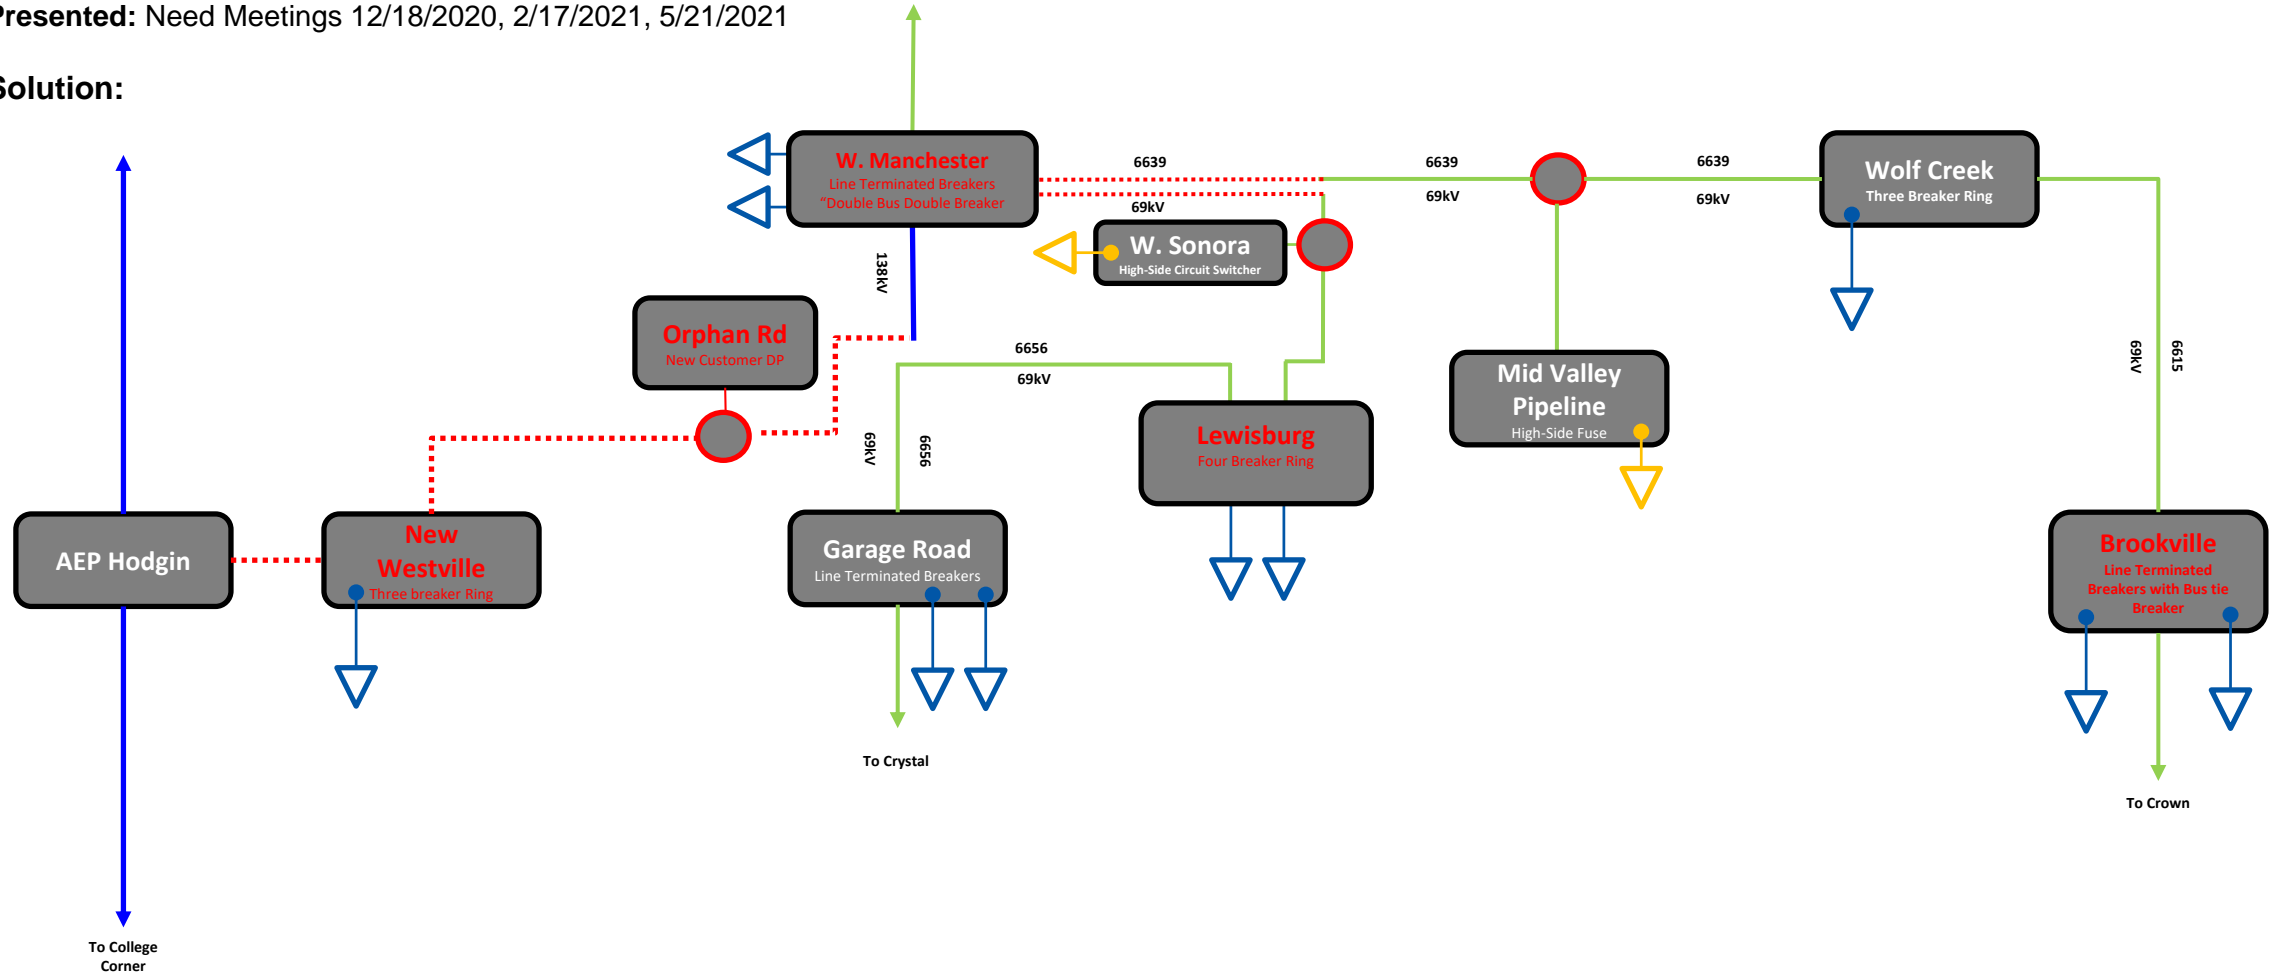 Presented: Need Meetings 12/18/2020, 2/17/2021, 5/21/2021
Solution:
W. Manchester
Line Terminated Breakers
"Double Bus Double Breaker
6639
69kV
6639
69kV
6639
69kV
Wolf Creek
Three Breaker Ring
W. Sonora
High-Side Circuit Switcher
138kV
Orphan Rd
New Customer DP
6656
69kV
69kV
6656
Mid Valley
Pipeline
High-Side Fuse
69kV
6615
Lewisburg
Four Breaker Ring
AEP Hodgin
New
Westville
Three breaker Ring
Garage Road
Line Terminated Breakers
Brookville
Line Terminated
Breakers with Bus tie
Breaker
To Crystal
To Crown
To College
Corner